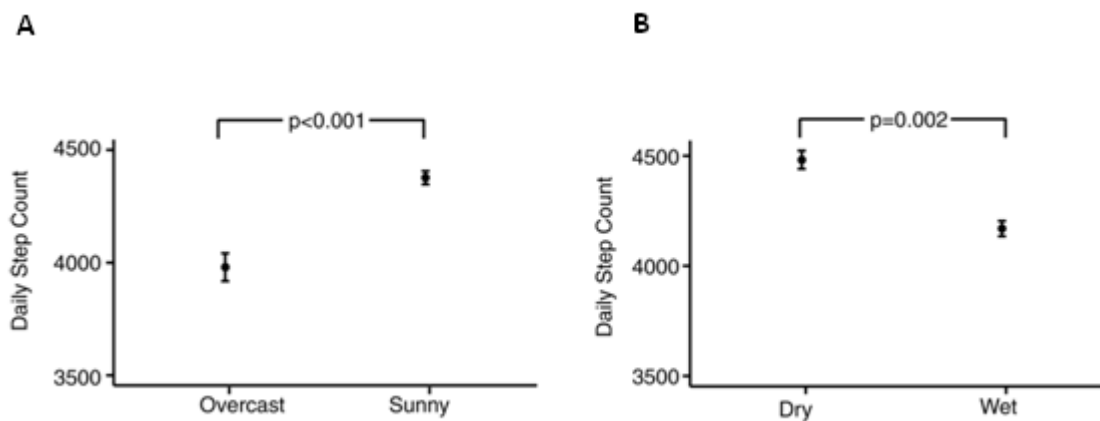 A
p<0.001
4500
4000
3500
Daily Step Count
Overcast
Sunny
B
p=0.002
4500
4000
3500
Daily Step Count
Dry
Wet